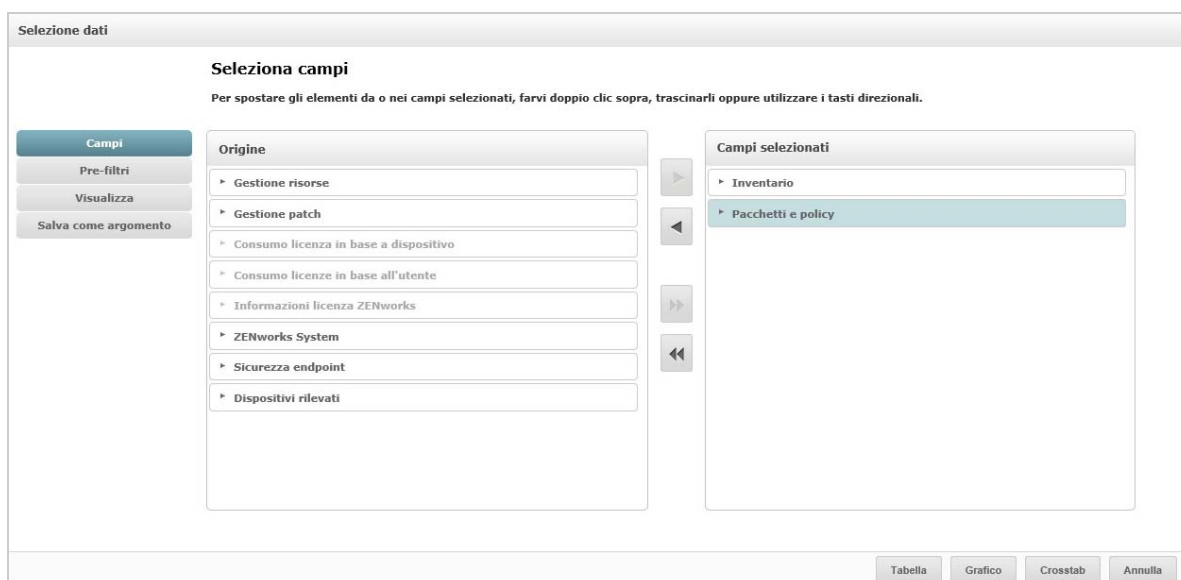 Selezione dati
Seleziona campi
Per spostare gli elementi da o nei campi selezionati, farvi doppio clic sopra, trascinarli oppure utilizzare i tasti direzionali.
Campi
Pre-filtri
Visualizza
Salva come argomento
Origine
Gestione risorse
Gestione patch
Consumo licenza in base a dispositivo
Consumo licenze in base all'utente
Informazioni licenza ZENworks
ZENworks System
Sicurezza endpoint
Dispositivi rilevati
Campi selezionati
Inventario
Pacchetti e policy
Tabella
Grafico
Crosstab
Annulla